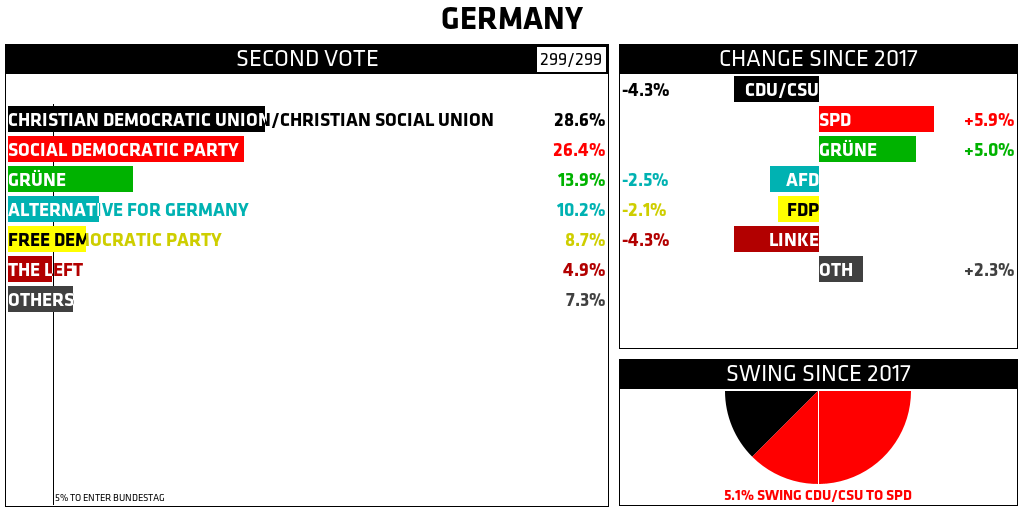 GERMANY
SECOND VOTE
299/299
CHRISTIAN DEMOCRATIC UNION/CHRISTIAN SOCIAL UNION 28.6%
SOCIAL DEMOCRATIC PARTY 26.4%
GRÜNE 13.9%
ALTERNATIVE FOR GERMANY 10.2%
FREE DEMOCRATIC PARTY 8.7%
THE LEFT 4.9%
OTHERS 7.3%
5% TO ENTER BUNDESTAG
CHANGE SINCE 2017
-4.3% CDU/CSU
SPD +5.9%
GRÜNE +5.0%
-2.5% AFD
-2.1% FDP
-4.3% LINKE
OTH +2.3%
SWING SINCE 2017
5.1% SWING CDU/CSU TO SPD